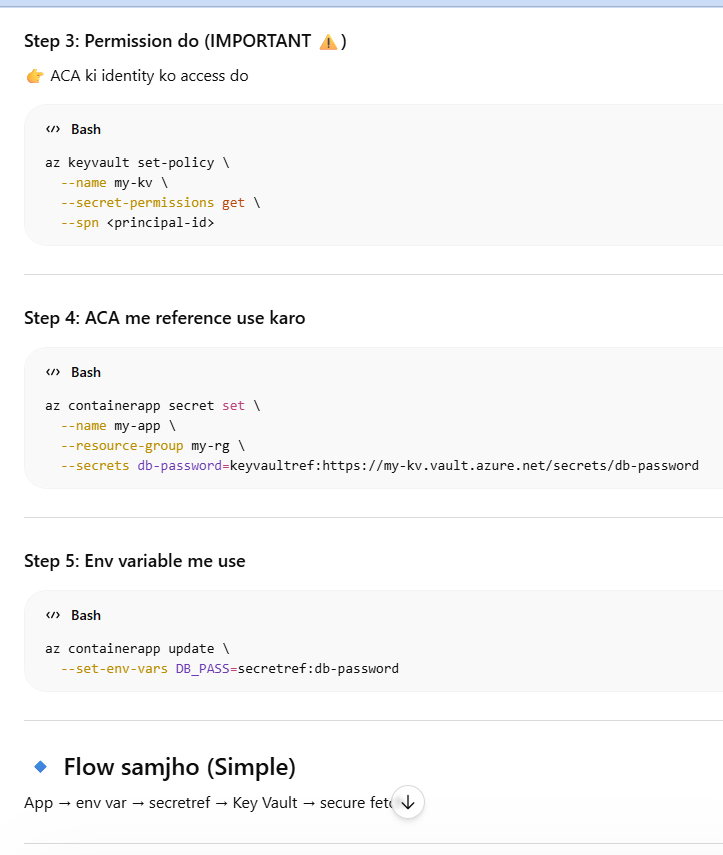 Step 3: Permission do (IMPORTANT ⚠️ )
👉 ACA ki identity ko access do
Bash
az keyvault set-policy \
--name my-kv \
--secret-permissions get \
--spn <principal-id>
Step 4: ACA me reference use karo
Bash
az containerapp secret set \
--name my-app \
--resource-group my-rg \
--secrets db-password=keyvaultref:https://my-kv.vault.azure.net/secrets/db-password
Step 5: Env variable me use
Bash
az containerapp update \
--set-env-vars DB_PASS=secretref:db-password
🔹 Flow samjho (Simple)
App → env var → secretref → Key Vault → secure